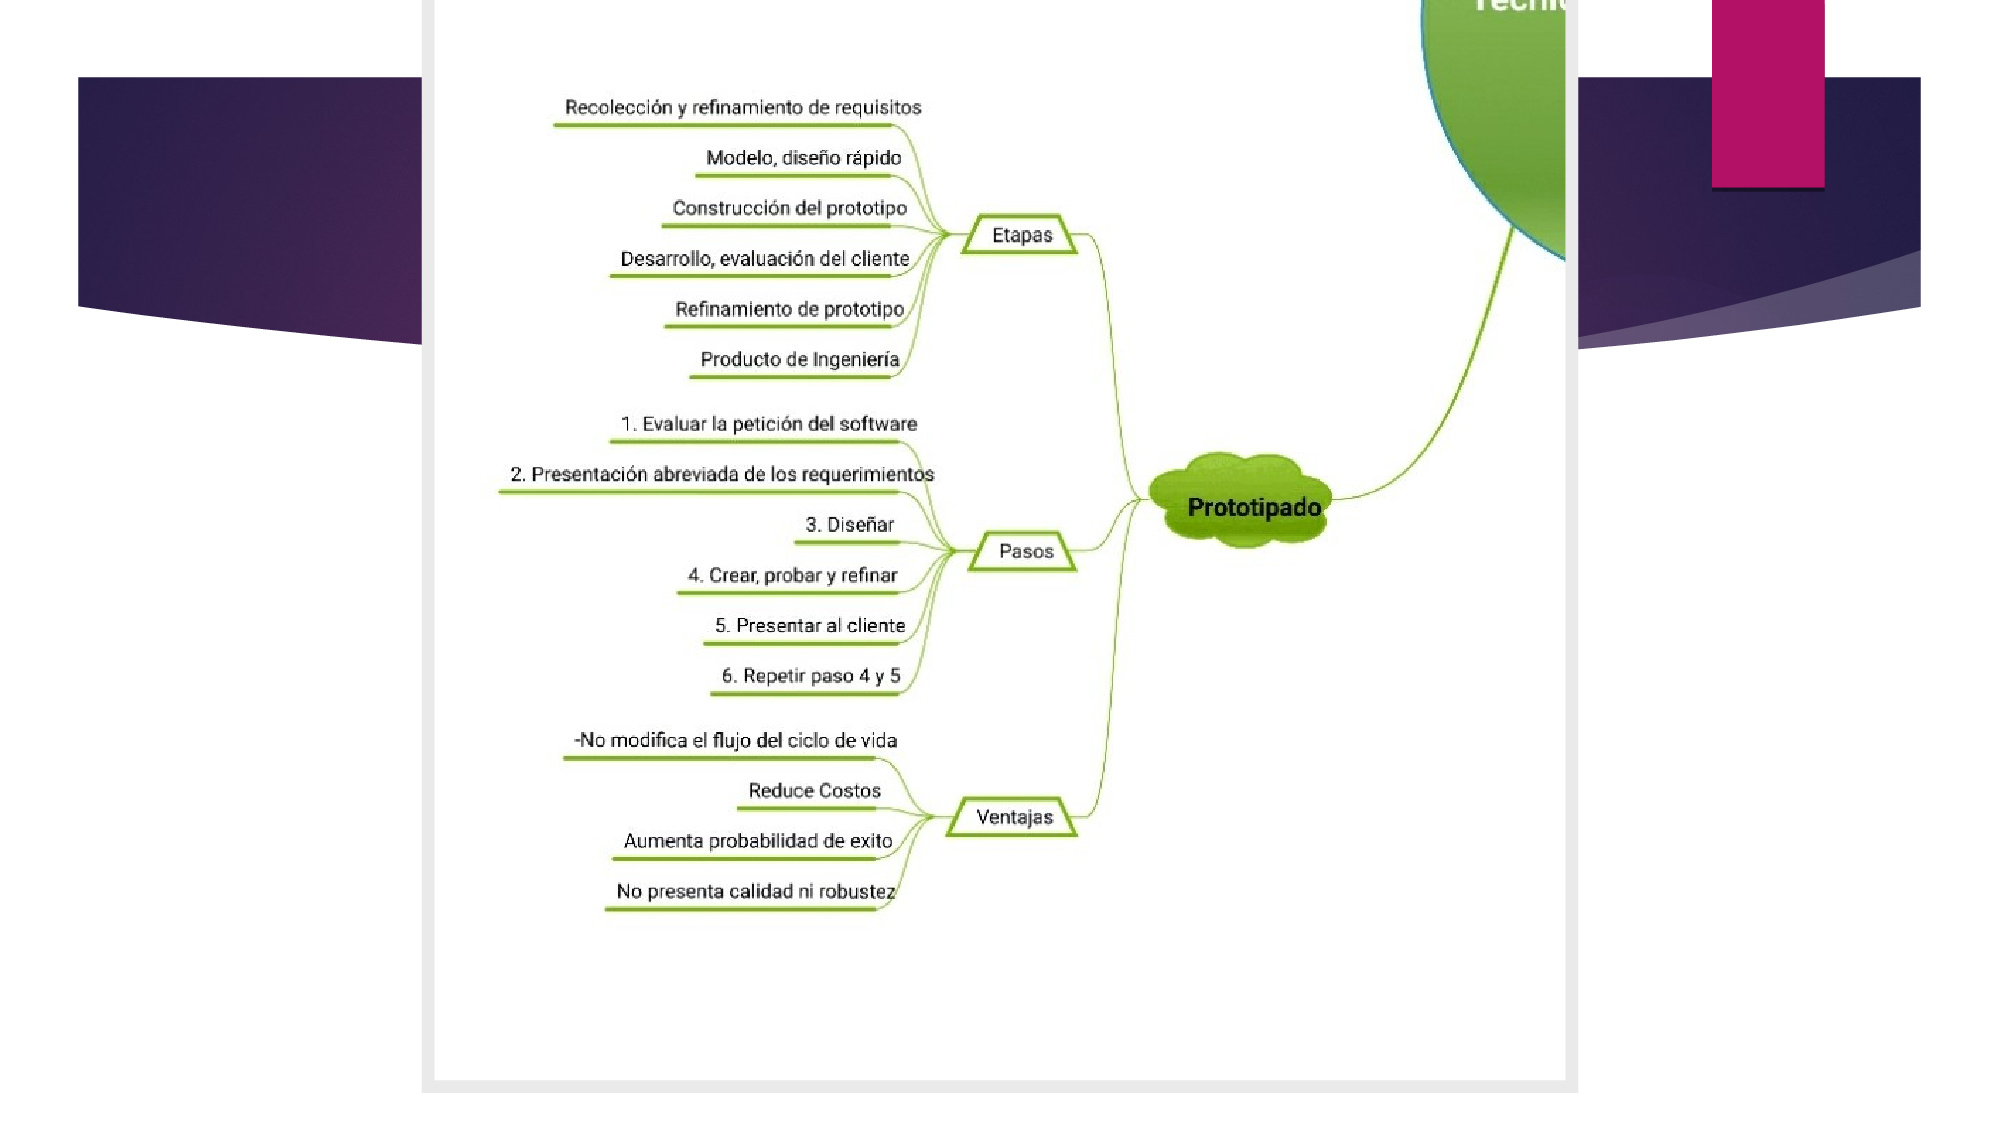 Recolección y refinamiento de requisitos
Modelo, diseño rápido
Construcción del prototipo
Desarrollo, evaluación del cliente
Refinamiento de prototipo
Producto de Ingeniería
Etapas
1. Evaluar la petición del software
2. Presentación abreviada de los requerimientos
3. Diseñar
4. Crear, probar y refinar
5. Presentar al cliente
6. Repetir paso 4 y 5
Pasos
Prototipado
-No modifica el flujo del ciclo de vida
Reduce Costos
Aumenta probabilidad de exito
No presenta calidad ni robustez
Ventajas